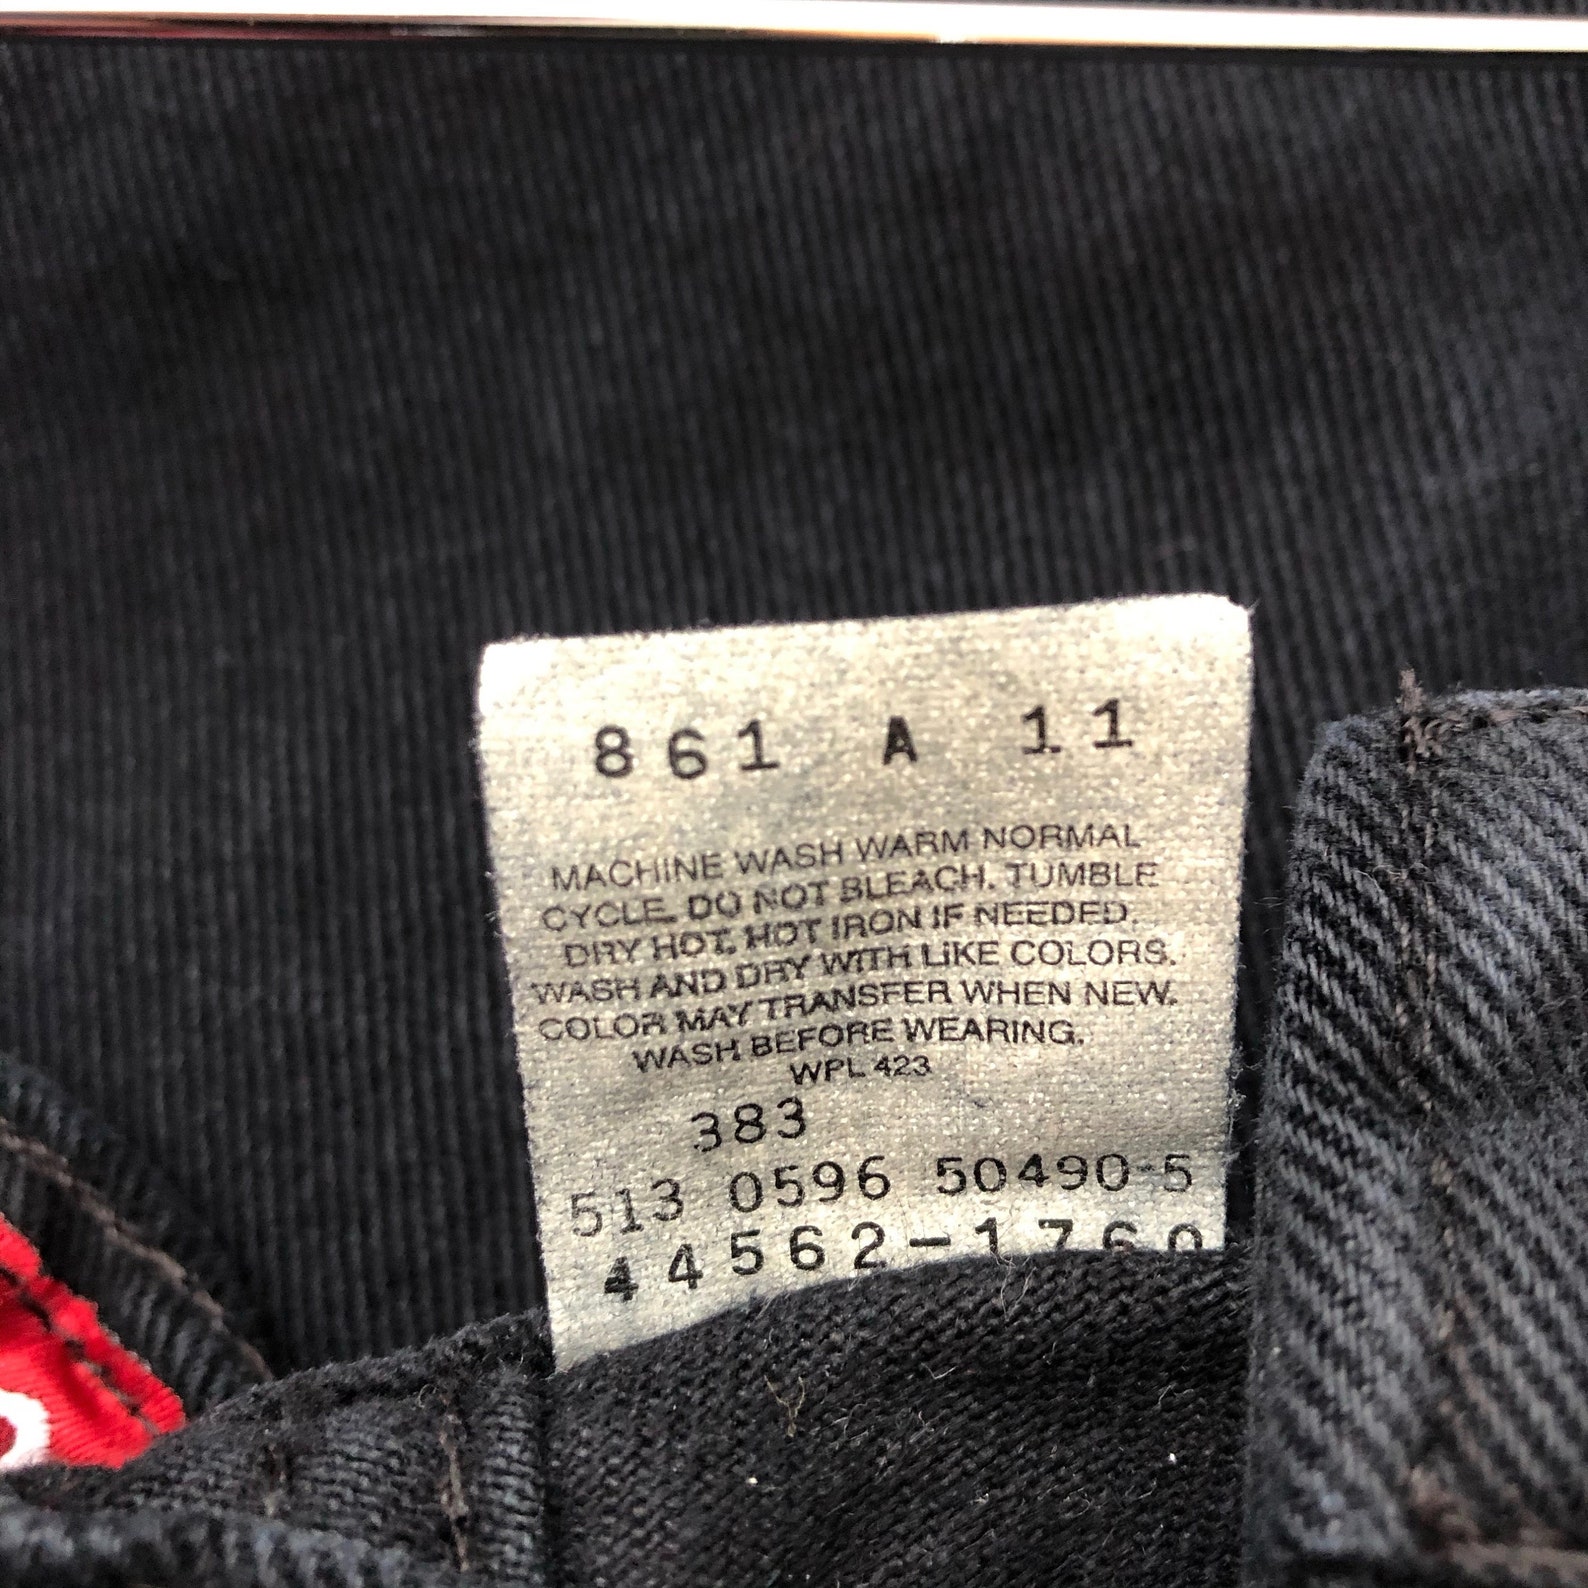 861 A 11
MACHINE WASH WARM NORMAL
CYCLE. DO NOT BLEACH. TUMBLE
DRY HOT. HOT IRON IF NEEDED.
WASH AND DRY WITH LIKE COLORS.
COLOR MAY TRANSFER WHEN NEW.
WASH BEFORE WEARING.
WPL 423
383
513 0596 50490-5
44562-1760